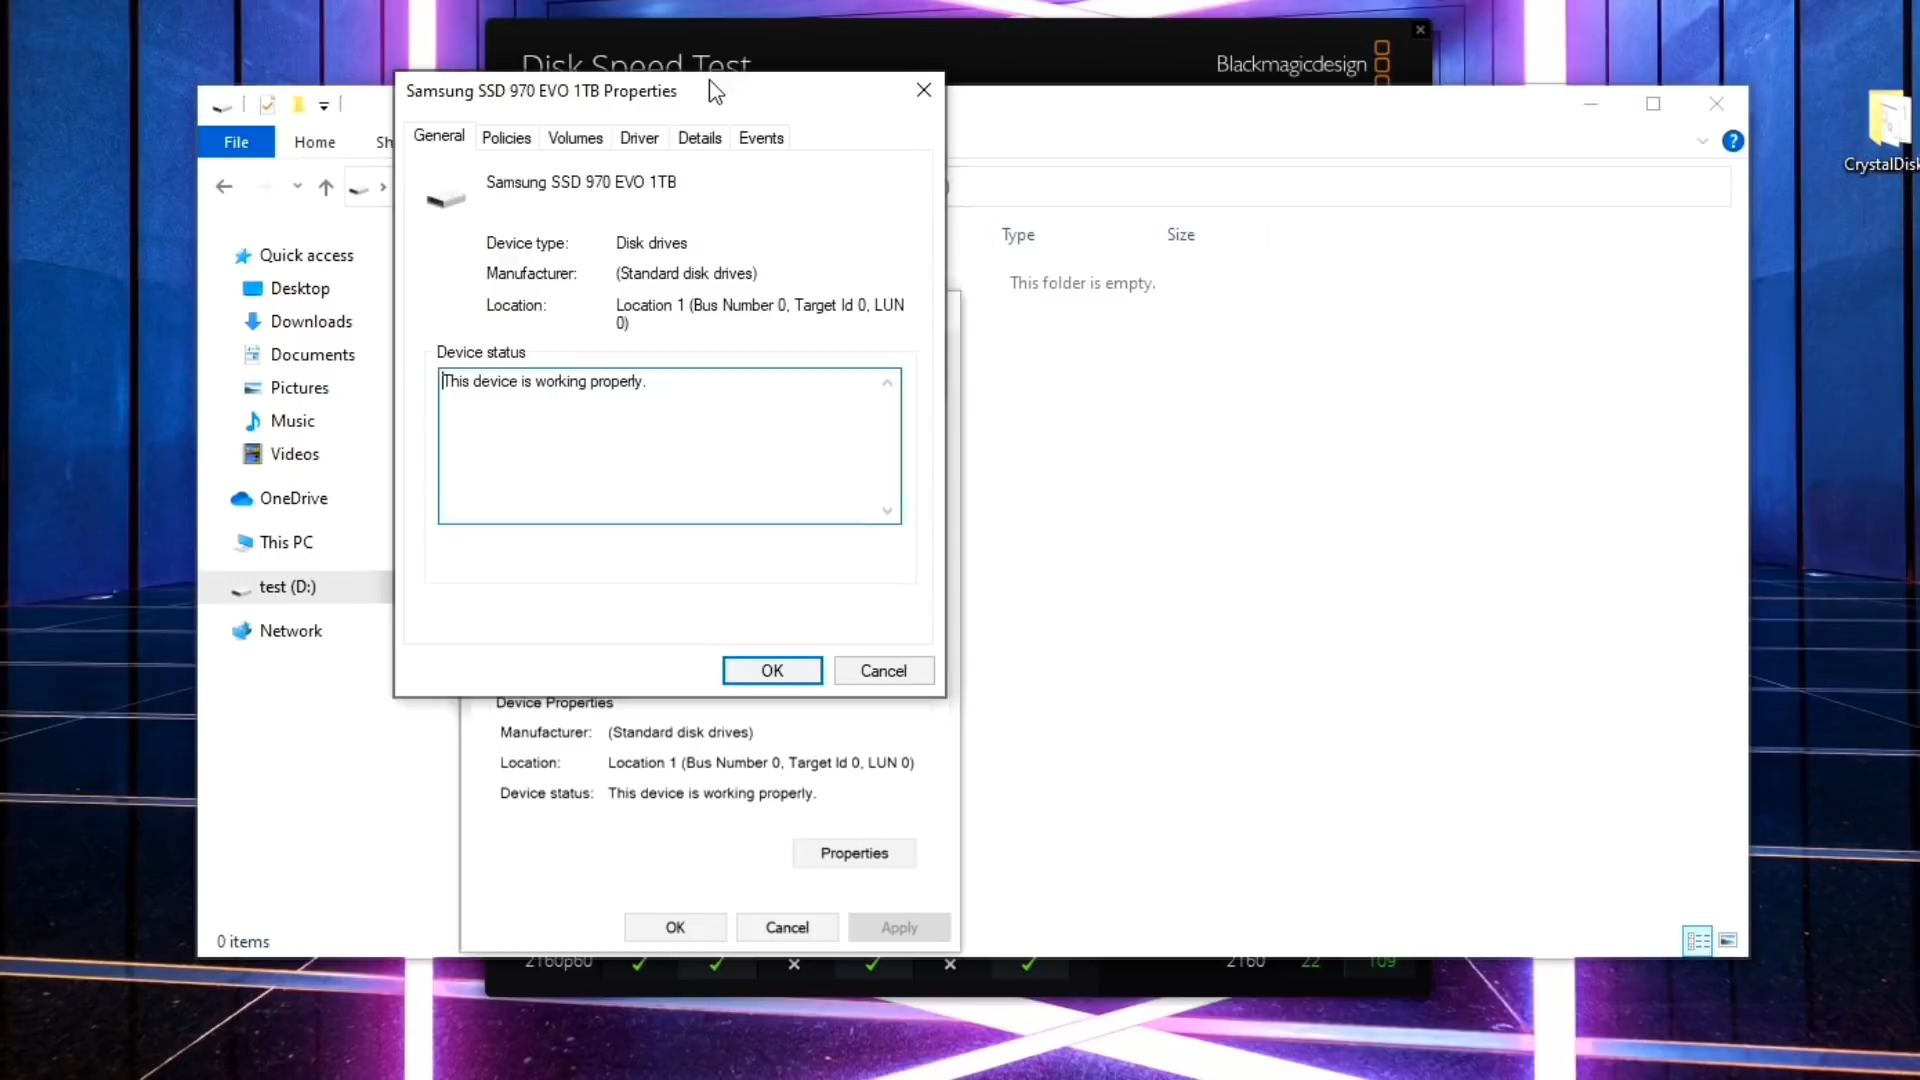 Disk Speed Test
Blackmagicdesign
Samsung SSD 970 EVO 1TB Properties
File
Home
Sh
General
Policies
Volumes
Driver
Details
Events
Samsung SSD 970 EVO 1TB
Device type:
Disk drives
Manufacturer:
(Standard disk drives)
Location:
Location 1 (Bus Number 0, Target Id 0, LUN
0)
Device status
This device is working properly.
OK
Cancel
Quick access
Desktop
Downloads
Documents
Pictures
Music
Videos
OneDrive
This PC
test (D:)
Network
Type
Size
This folder is empty.
CrystalDisk
Device Properties
Manufacturer:
(Standard disk drives)
Location:
Location 1 (Bus Number 0, Target Id 0, LUN 0)
Device status:
This device is working properly.
Properties
OK
Cancel
Apply
0 items
2160p60
2160
22
109